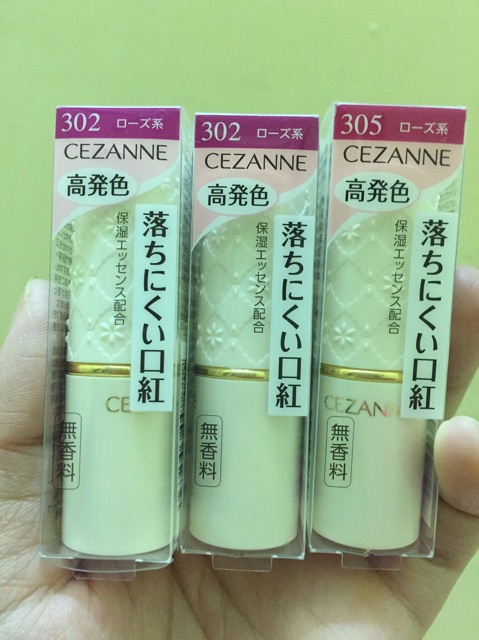 302 ローズ系
CEZANNE
高発色
保湿エッセンス配合
落ちにくい口紅
CE
無香料
302 ローズ系
CEZANNE
高発色
保湿エッセンス配合
落ちにくい口紅
無香料
305 ローズ系
CEZANNE
高発色
保湿エッセンス配合
落ちにくい口紅
CEZANN
無香料